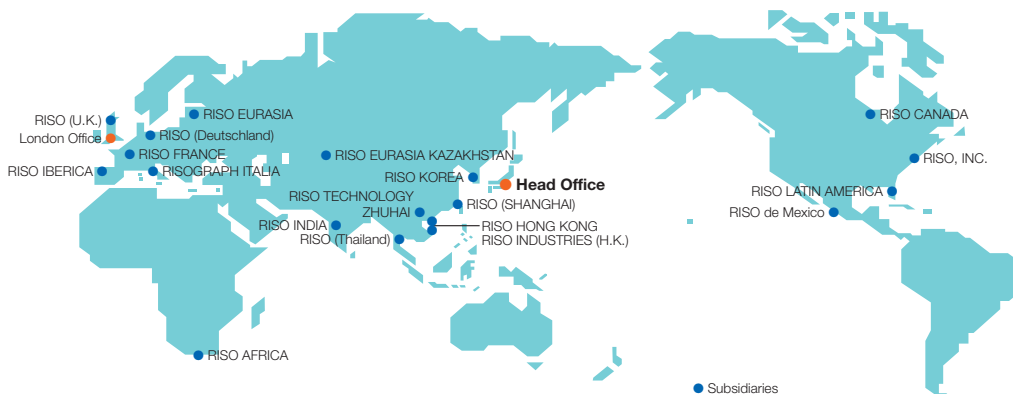 RISO (U.K.)
London Office
RISO IBERICA
RISO EURASIA
RISO (Deutschland)
RISO FRANCE
RISOGRAPH ITALIA
RISO EURASIA KAZAKHSTAN
RISO KOREA
Head Office
RISO TECHNOLOGY
ZHUHAI
RISO (SHANGHAI)
RISO INDIA
RISO HONG KONG
RISO (Thailand)
RISO INDUSTRIES (H.K.)
RISO AFRICA
RISO CANADA
RISO, INC.
RISO LATIN AMERICA
RISO de Mexico
Subsidiaries